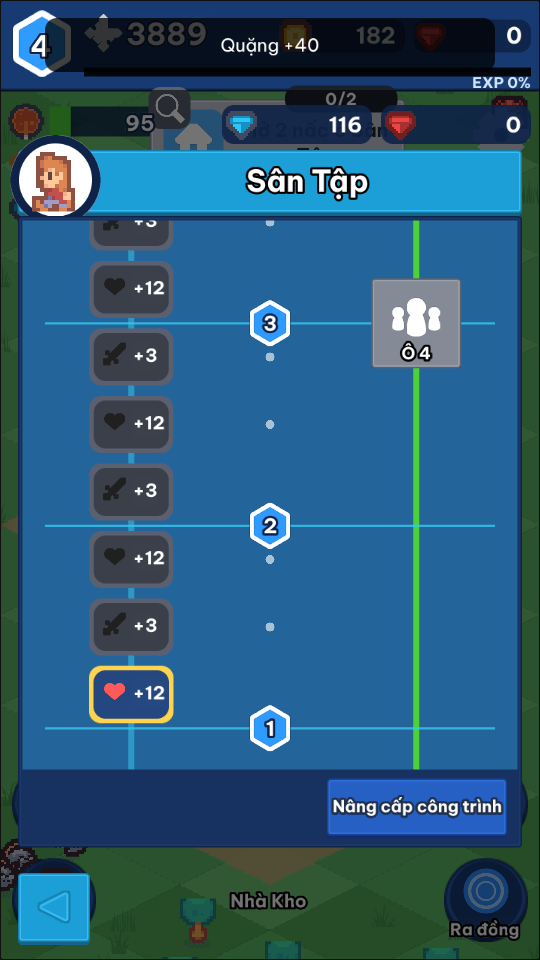 4
3889
182
0
Quặng +40
EXP 0%
0/2
95
116
0
Sân Tập
+3
+12
3
+3
Ô 4
+12
+3
2
+12
+3
+12
1
Nâng cấp công trình
Nhà Kho
Ra đồng